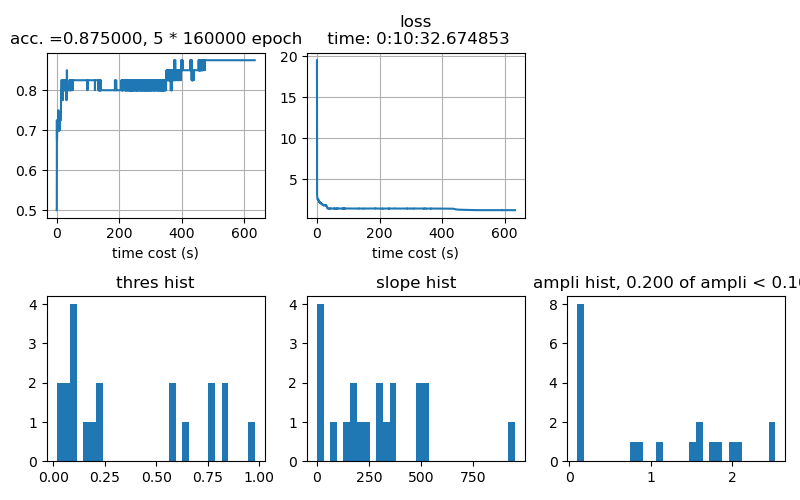 acc. =0.875000, 5 * 160000 epoch
0.8
0.7
0.6
0.5
0 200 400 600
time cost (s)
loss
time: 0:10:32.674853
20
15
10
5
0 200 400 600
time cost (s)
thres hist
4
3
2
1
0
0.00 0.25 0.50 0.75 1.00
slope hist
4
3
2
1
0
0 250 500 750
ampli hist, 0.200 of ampli < 0.10
8
6
4
2
0
0 1 2